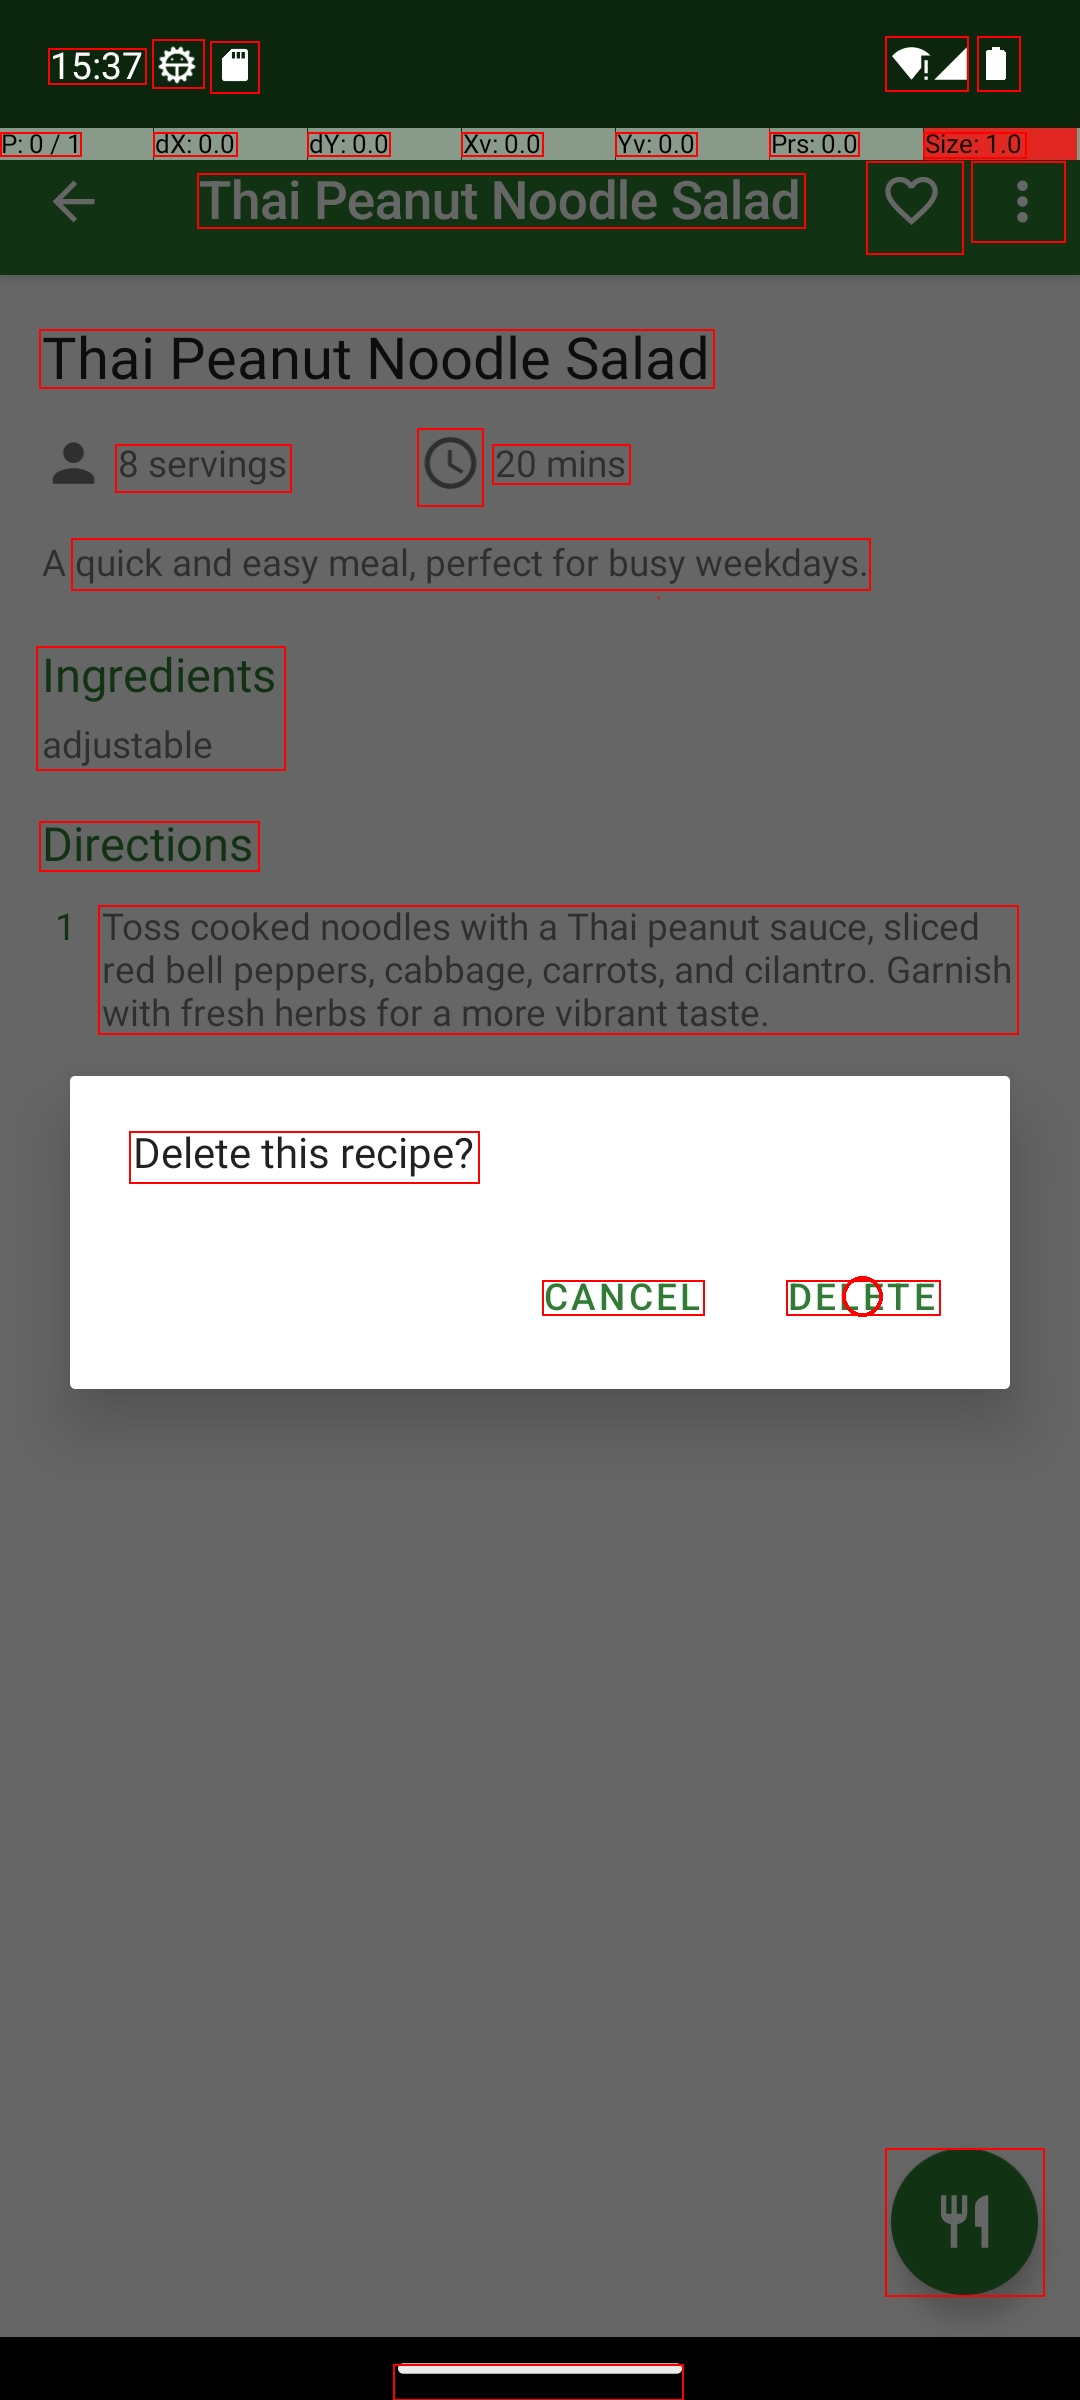 15:37
P: 0 / 1 dX: 0.0 dY: 0.0 Xv: 0.0 Yv: 0.0 Prs: 0.0 Size: 1.0
Thai Peanut Noodle Salad
Thai Peanut Noodle Salad
8 servings 20 mins
A quick and easy meal, perfect for busy weekdays.
Ingredients
adjustable
Directions
1 Toss cooked noodles with a Thai peanut sauce, sliced
red bell peppers, cabbage, carrots, and cilantro. Garnish
with fresh herbs for a more vibrant taste.
Delete this recipe?
CANCEL DELETE